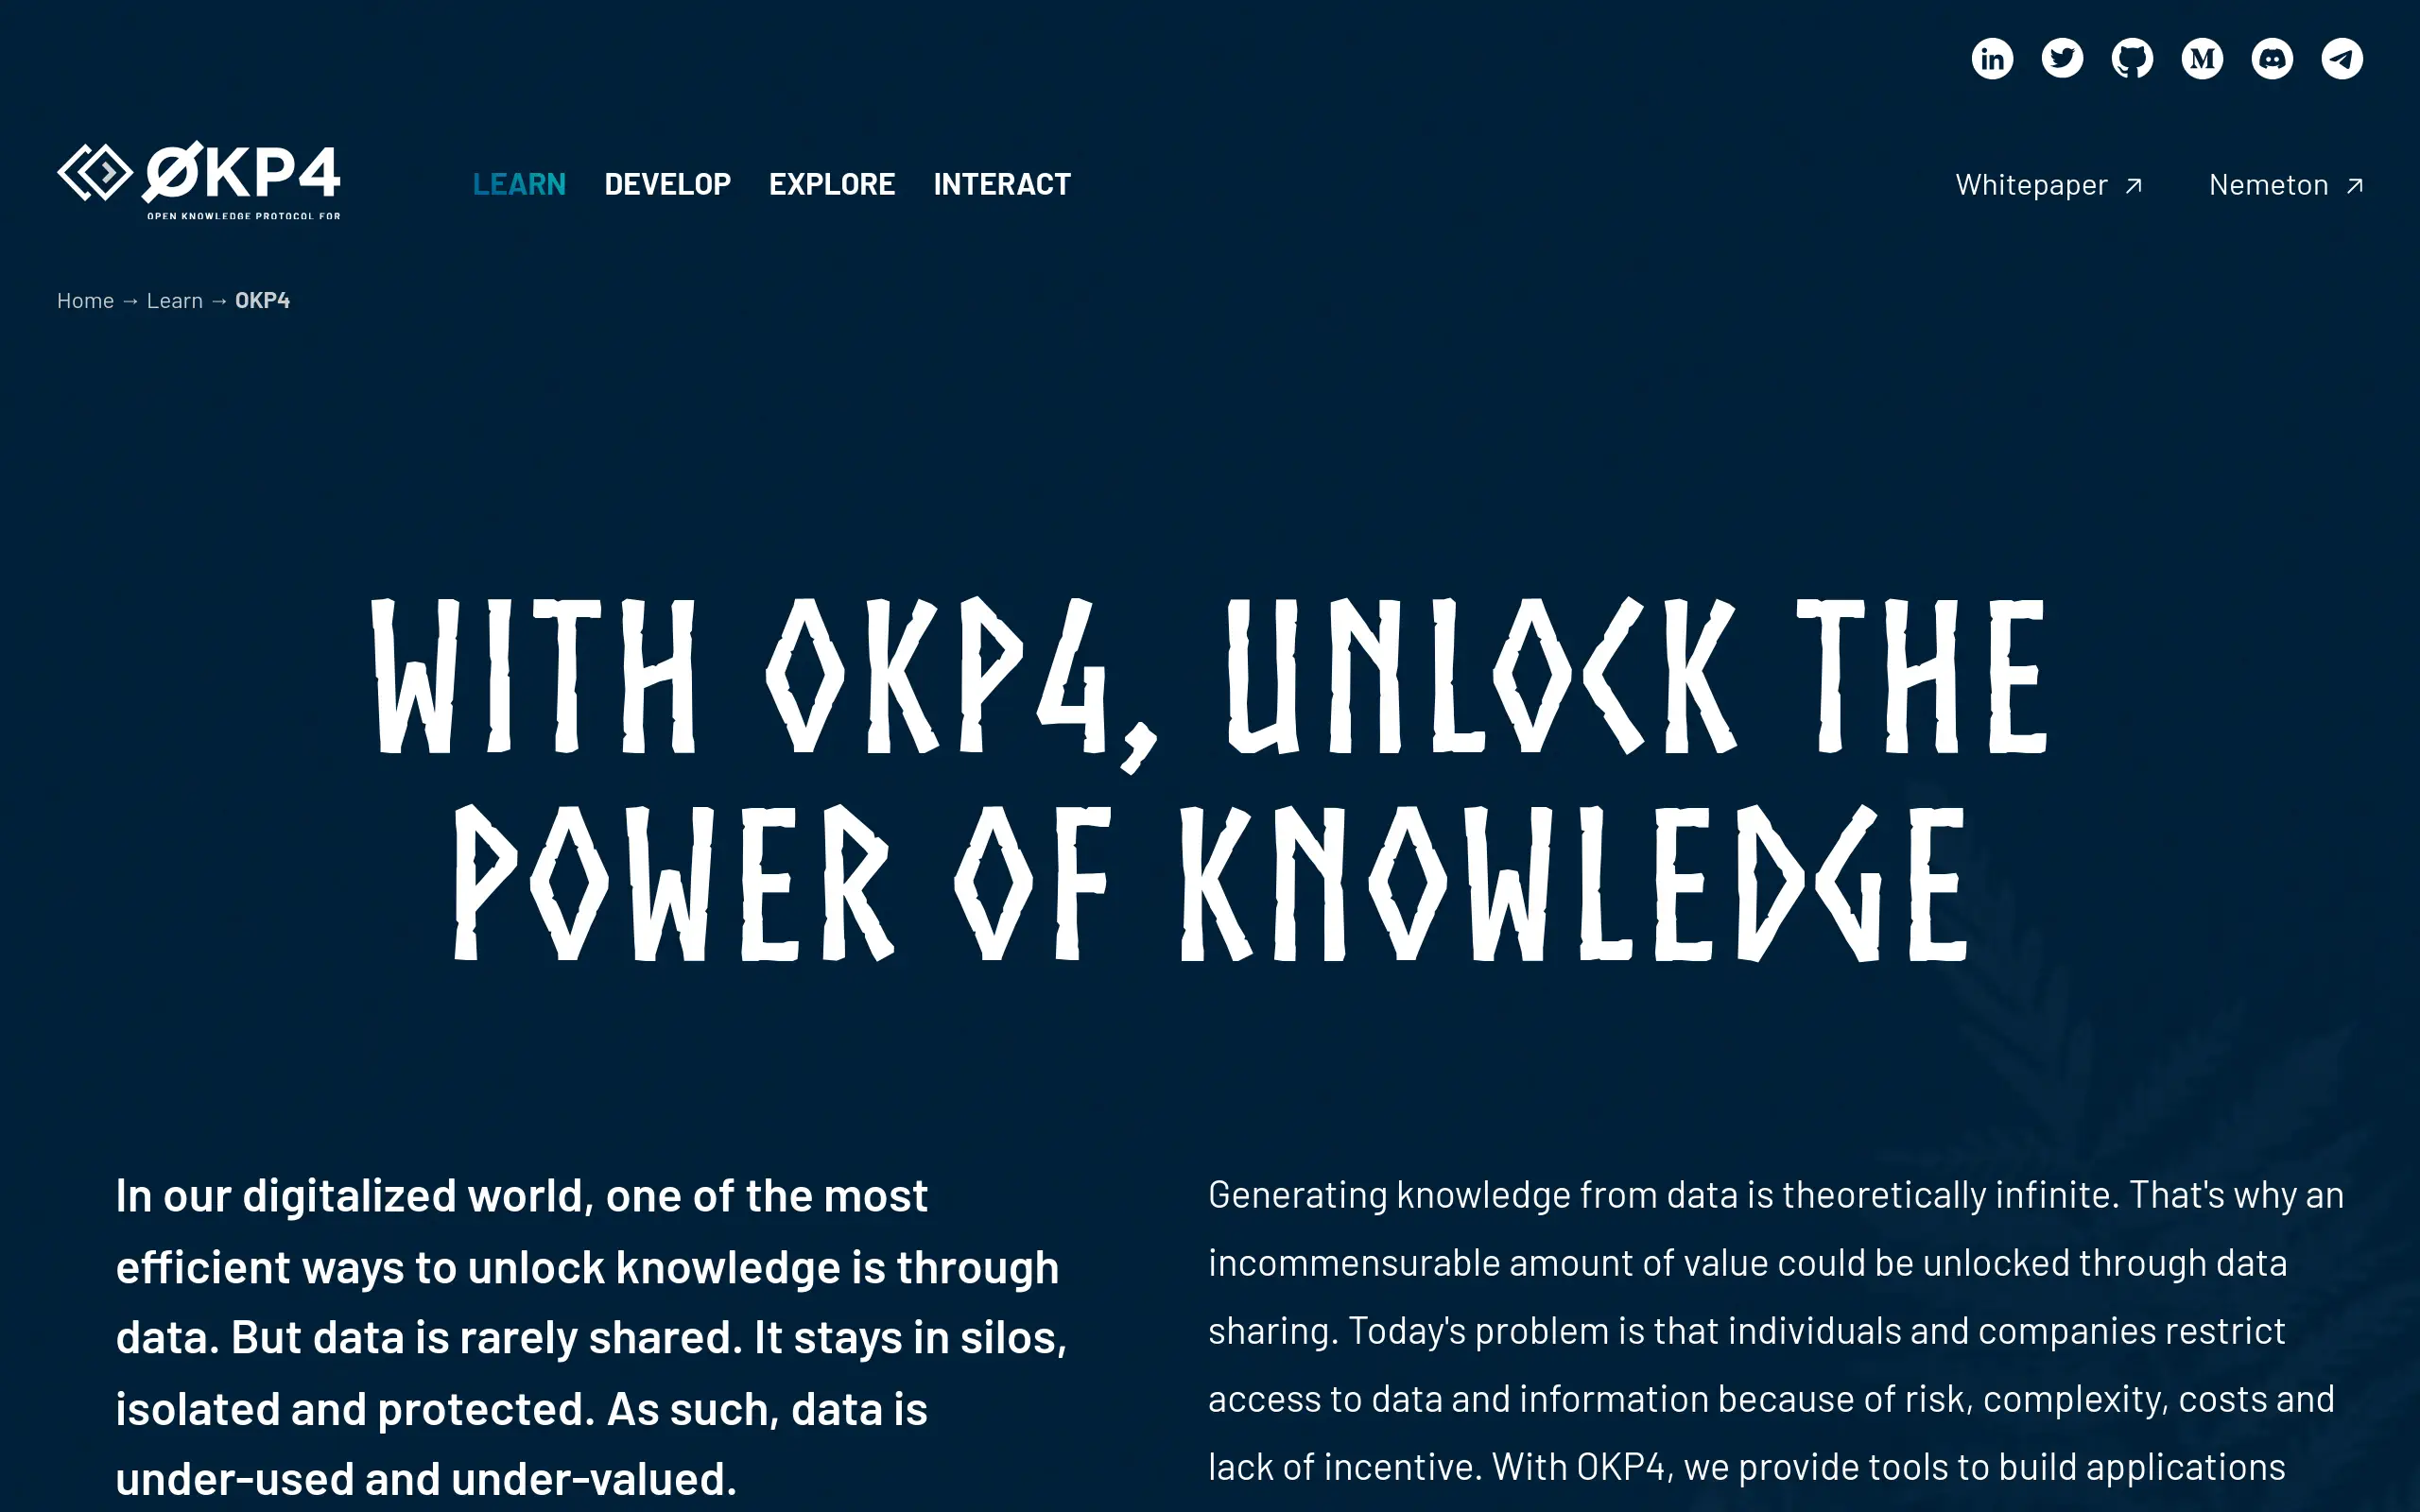 ØKP4
OPEN KNOWLEDGE PROTOCOL FOR
LEARN DEVELOP EXPLORE INTERACT
Whitepaper ↗ Nemeton ↗
Home → Learn → OKP4
WITH OKP4, UNLOCK THE
POWER OF KNOWLEDGE
In our digitalized world, one of the most
efficient ways to unlock knowledge is through
data. But data is rarely shared. It stays in silos,
isolated and protected. As such, data is
under-used and under-valued.
Generating knowledge from data is theoretically infinite. That's why an
incommensurable amount of value could be unlocked through data
sharing. Today's problem is that individuals and companies restrict
access to data and information because of risk, complexity, costs and
lack of incentive. With OKP4, we provide tools to build applications